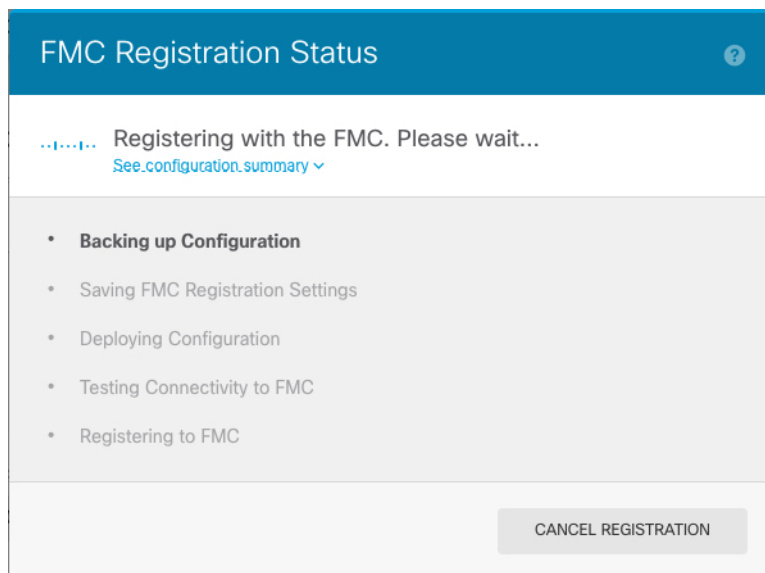 FMC Registration Status
?
Registering with the FMC. Please wait...
See configuration summary
• Backing up Configuration
• Saving FMC Registration Settings
• Deploying Configuration
• Testing Connectivity to FMC
• Registering to FMC
CANCEL REGISTRATION